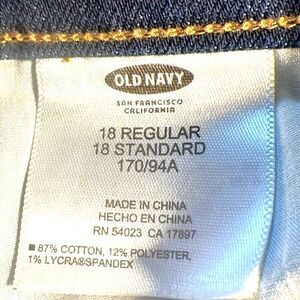 OLD NAVY
SAN FRANCISCO
CALIFORNIA
18 REGULAR
18 STANDARD
170/94A
MADE IN CHINA
HECHO EN CHINA
RN 54023 CA 17897
■ 87% COTTON, 12% POLYESTER,
1% LYCRA®SPANDEX